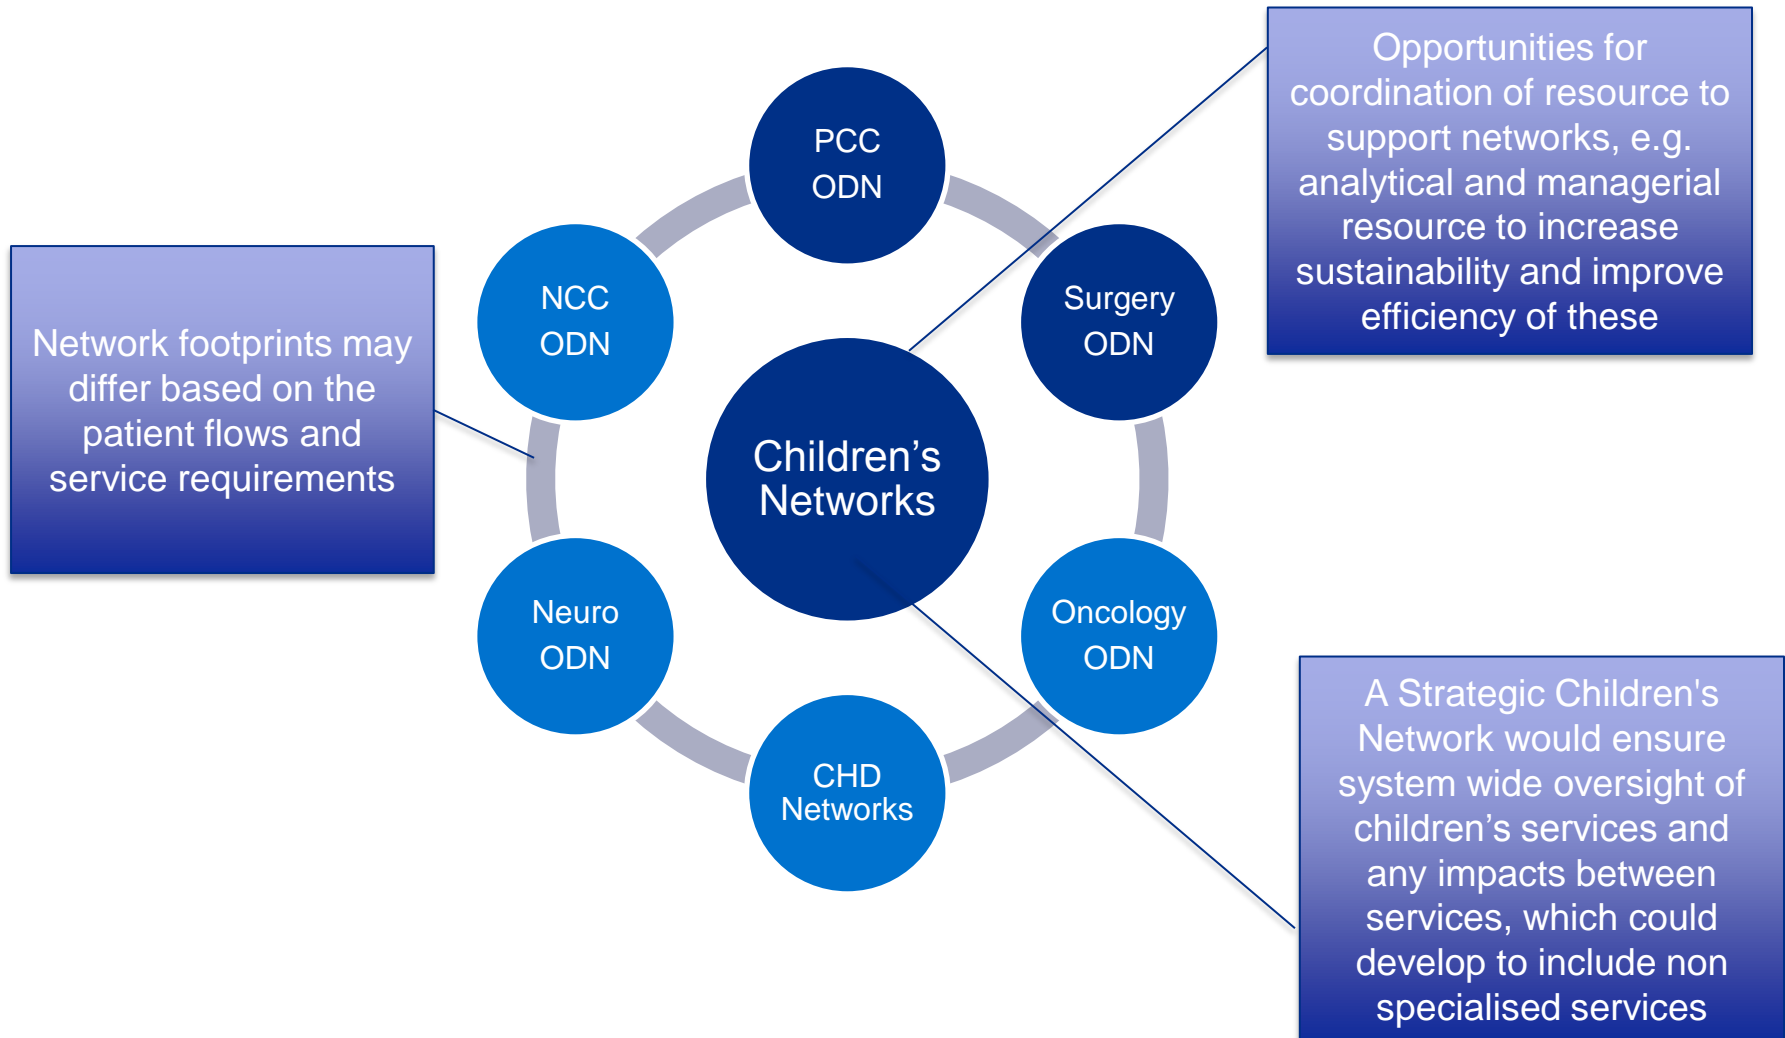 Opportunities for
coordination of resource to
support networks, e.g.
analytical and managerial
resource to increase
sustainability and improve
efficiency of these
PCC
ODN
NCC
ODN
Surgery
ODN
Network footprints may
differ based on the
patient flows and
service requirements
Children’s
Networks
Neuro
ODN
Oncology
ODN
CHD
Networks
A Strategic Children's
Network would ensure
system wide oversight of
children’s services and
any impacts between
services, which could
develop to include non
specialised services